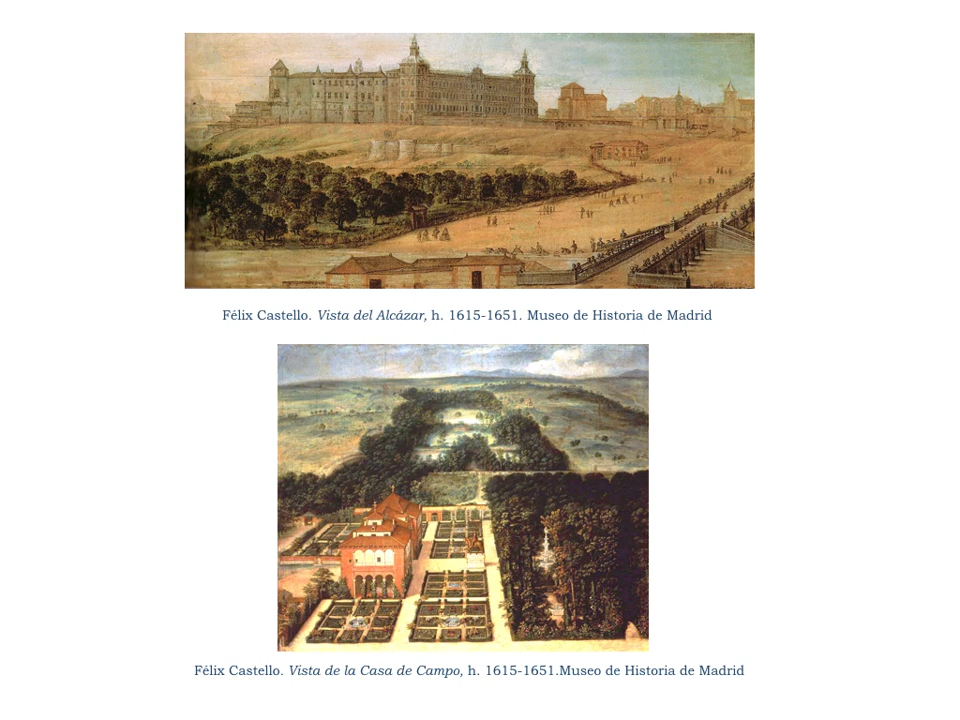 Félix Castello. Vista del Alcázar, h. 1615-1651. Museo de Historia de Madrid
Félix Castello. Vista de la Casa de Campo, h. 1615-1651.Museo de Historia de Madrid